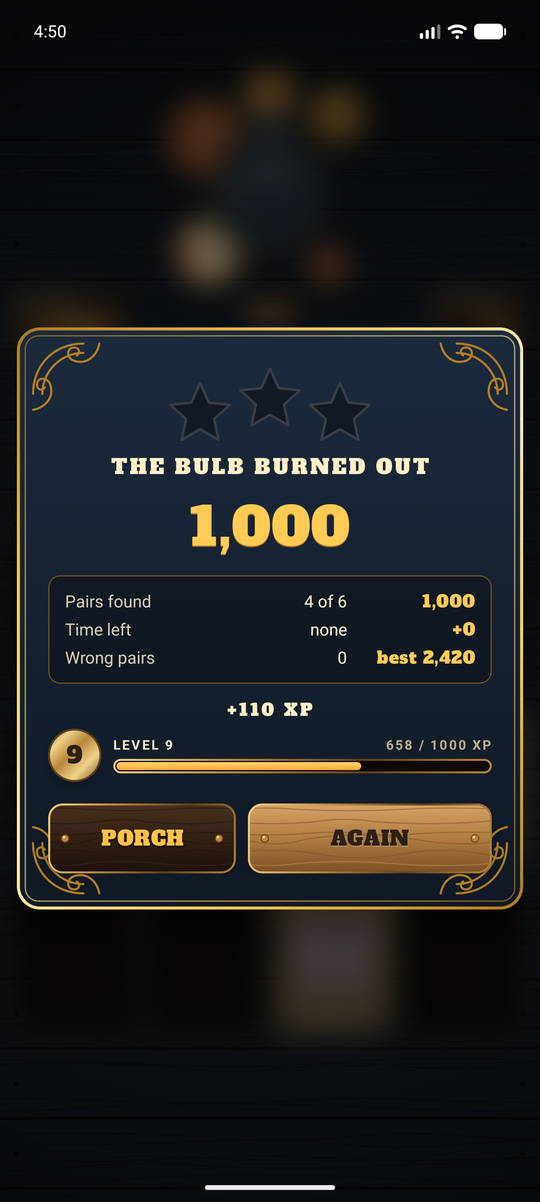 4:50
THE BULB BURNED OUT
1,000
Pairs found 4 of 6 1,000
Time left none +0
Wrong pairs 0 best 2,420
+110 XP
9 LEVEL 9 658 / 1000 XP
PORCH AGAIN